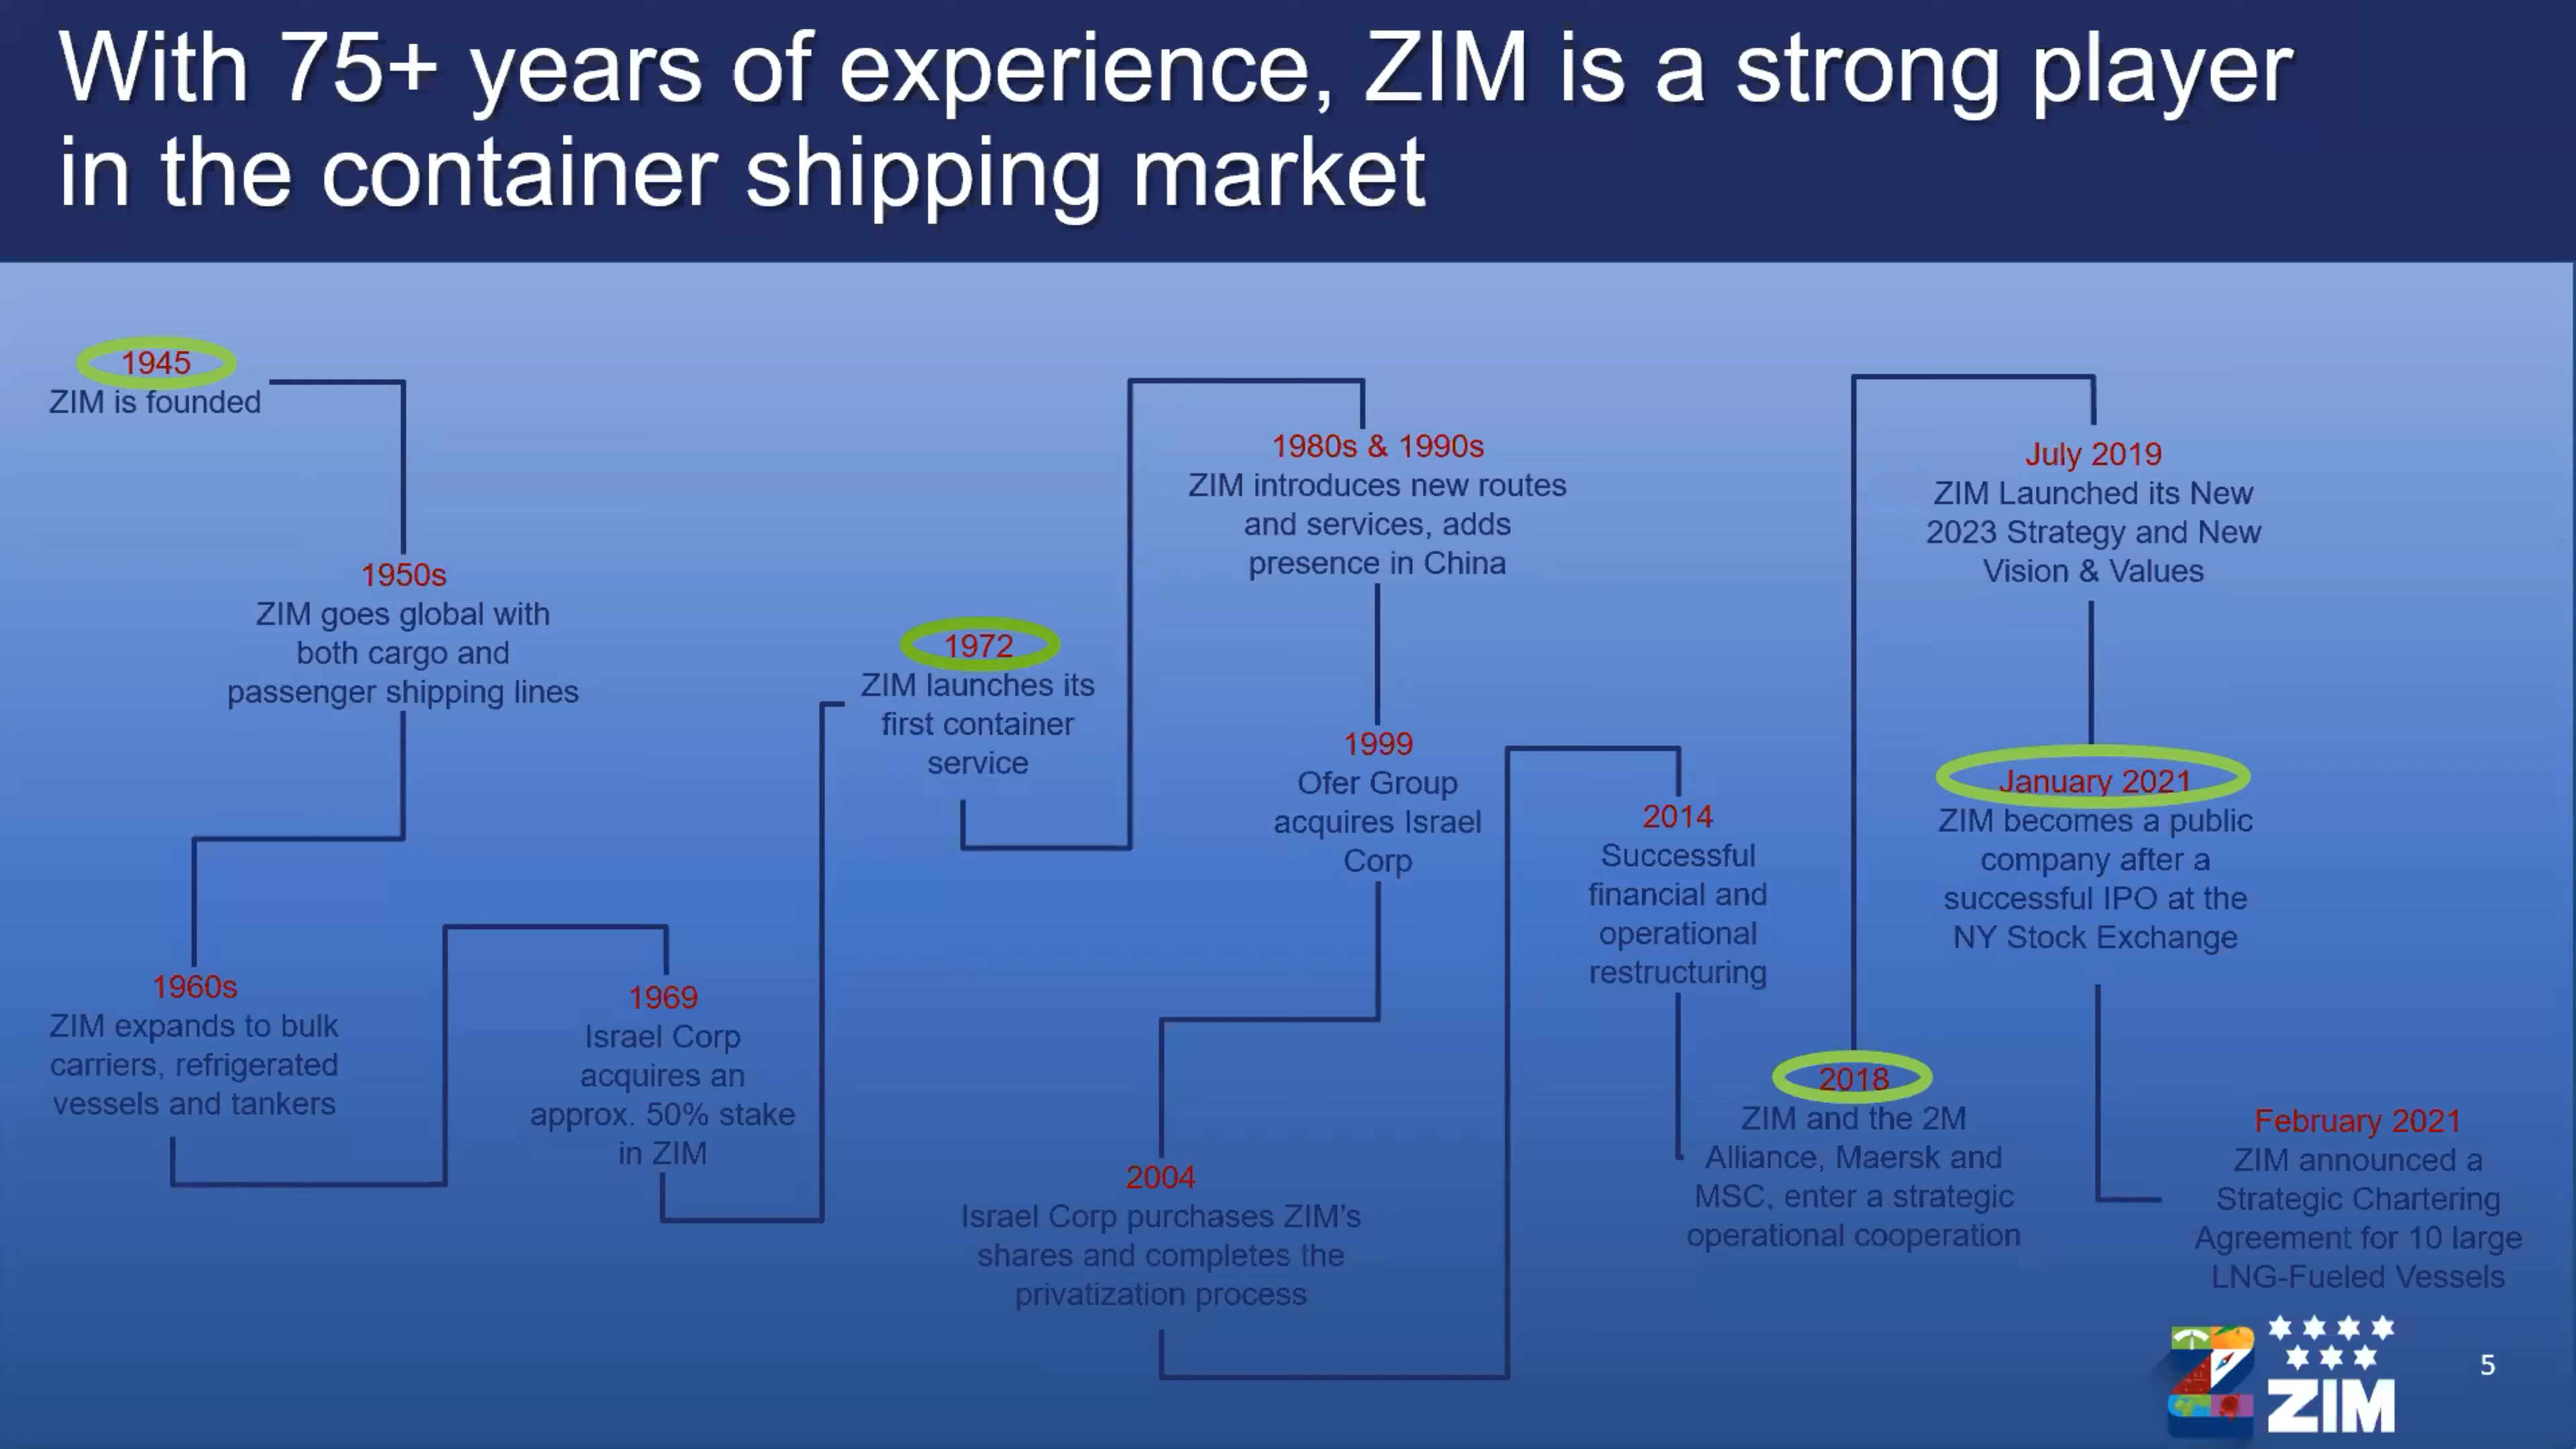 With 75+ years of experience, ZIM is a strong player
in the container shipping market
1945
ZIM is founded
1950s
ZIM goes global with
both cargo and
passenger shipping lines
1960s
ZIM expands to bulk
carriers, refrigerated
vessels and tankers
1969
Israel Corp
acquires an
approx. 50% stake
in ZIM
1972
ZIM launches its
first container
service
1980s & 1990s
ZIM introduces new routes
and services, adds
presence in China
1999
Ofer Group
acquires Israel
Corp
2004
Israel Corp purchases ZIM’s
shares and completes the
privatization process
2014
Successful
financial and
operational
restructuring
2018
ZIM and the 2M
Alliance, Maersk and
MSC, enter a strategic
operational cooperation
July 2019
ZIM Launched its New
2023 Strategy and New
Vision & Values
January 2021
ZIM becomes a public
company after a
successful IPO at the
NY Stock Exchange
February 2021
ZIM announced a
Strategic Chartering
Agreement for 10 large
LNG-Fueled Vessels
ZIM
5